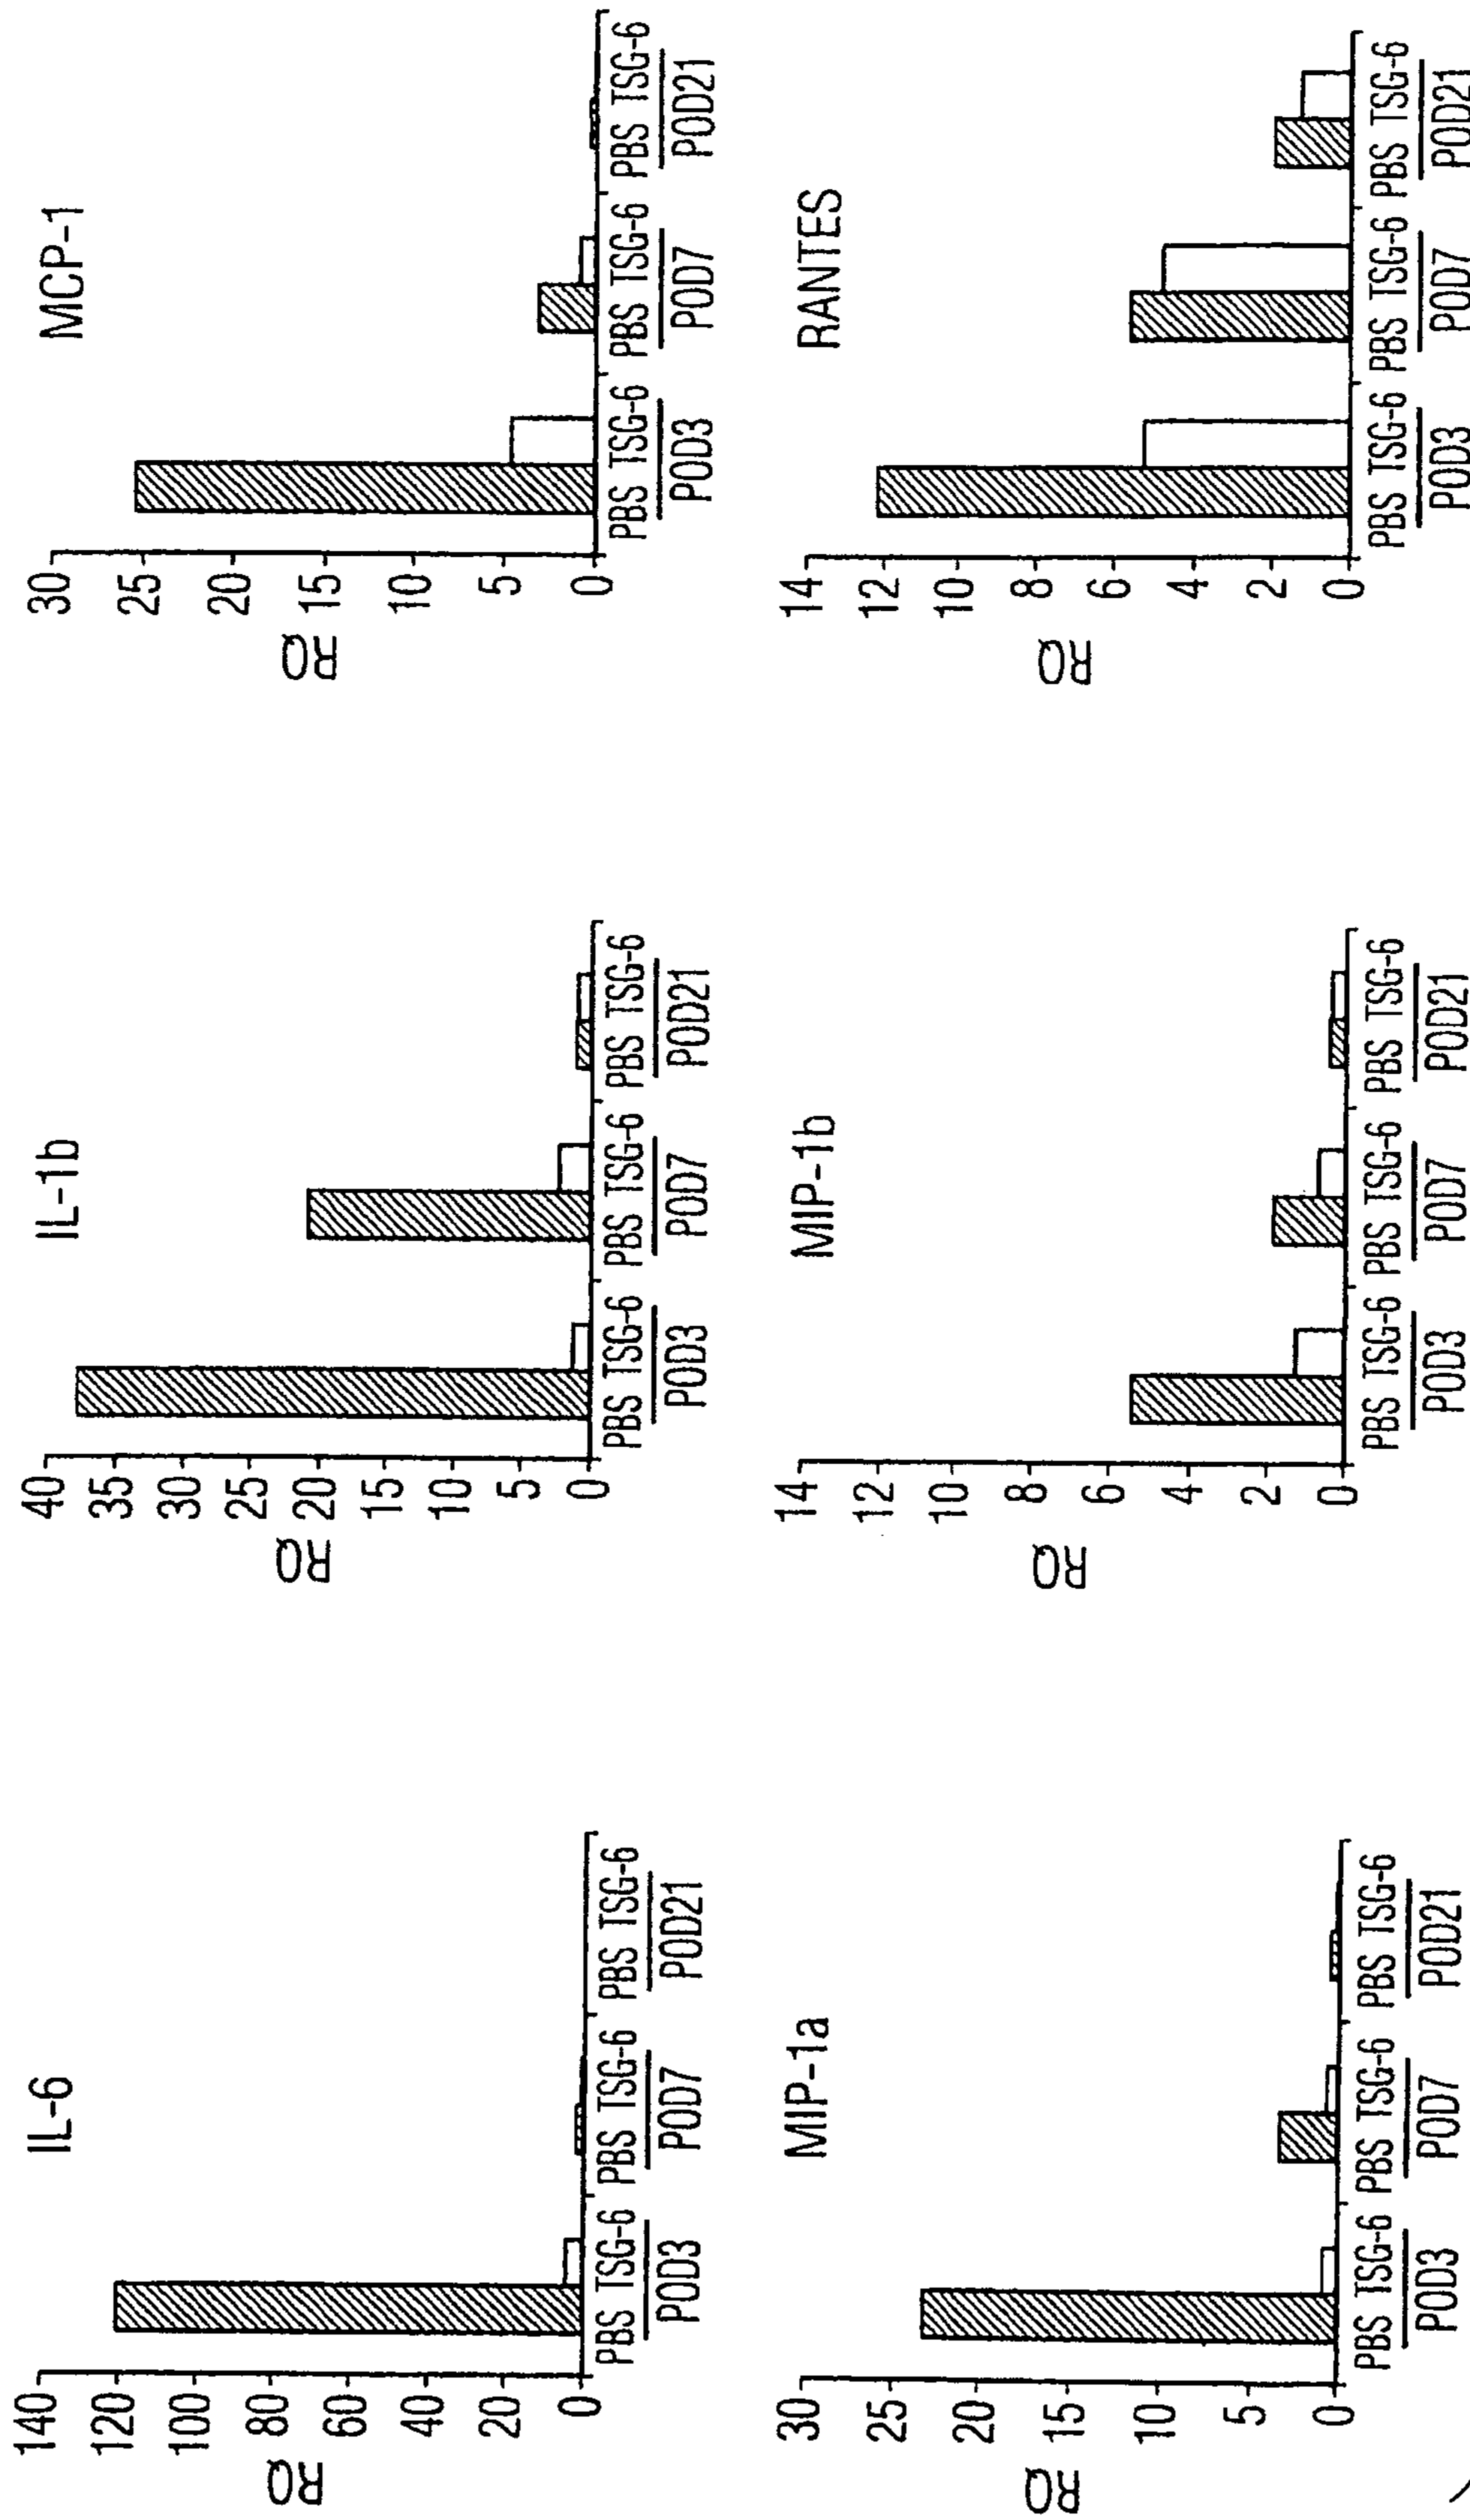 IL-6
RQ
140
120
100
80
60
40
20
0
PBS TSG-6 PBS TSG-6 PBS TSG-6
POD3 POD7 POD21
IL-1b
RQ
40
35
30
25
20
15
10
5
0
PBS TSG-6 PBS TSG-6 PBS TSG-6
POD3 POD7 POD21
MCP-1
RQ
30
25
20
15
10
5
0
PBS TSG-6 PBS TSG-6 PBS TSG-6
POD3 POD7 POD21
MIP-1a
RQ
30
25
20
15
10
5
0
PBS TSG-6 PBS TSG-6 PBS TSG-6
POD3 POD7 POD21
MIP-1b
RQ
14
12
10
8
6
4
2
0
PBS TSG-6 PBS TSG-6 PBS TSG-6
POD3 POD7 POD21
RANTES
RQ
14
12
10
8
6
4
2
0
PBS TSG-6 PBS TSG-6 PBS TSG-6
POD3 POD7 POD21